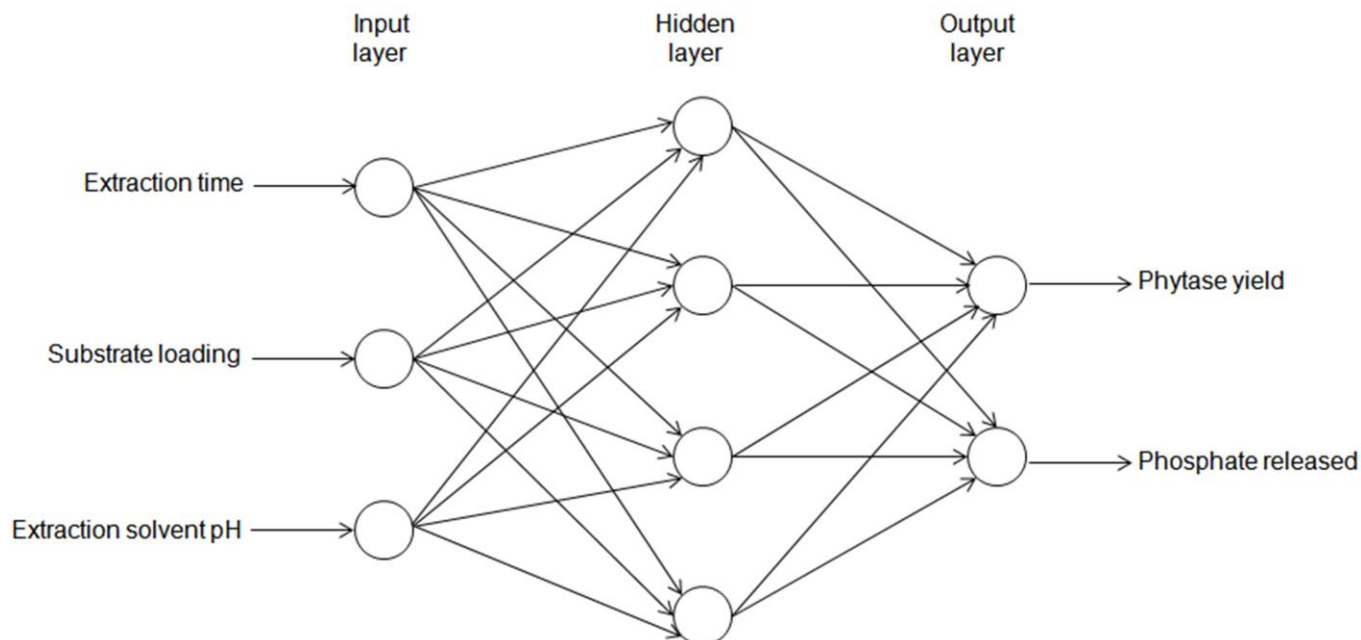 Input
layer
Hidden
layer
Output
layer
Extraction time
Phytase yield
Substrate loading
Phosphate released
Extraction solvent pH